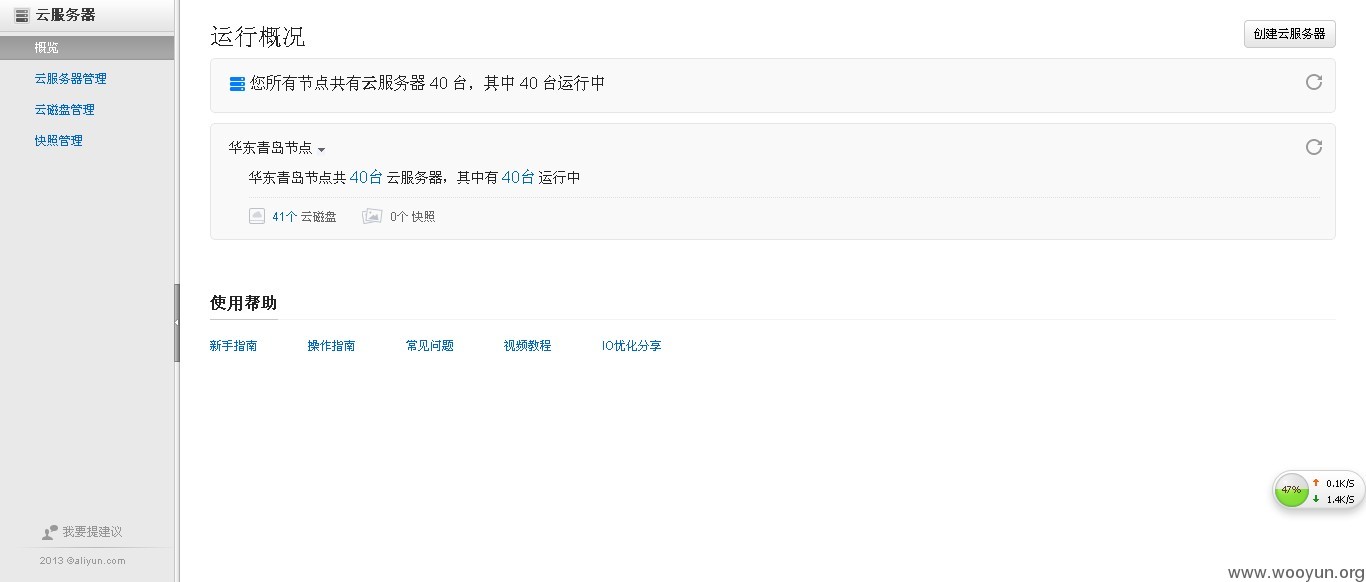 云服务器
概览
云服务器管理
云磁盘管理
快照管理
我要提建议
2013 ©aliyun.com
运行概况
创建云服务器
您所有节点共有云服务器 40 台，其中 40 台运行中
华东青岛节点
华东青岛节点共 40台 云服务器，其中有 40台 运行中
41个 云磁盘 0个 快照
使用帮助
新手指南 操作指南 常见问题 视频教程 IO优化分享
47% 0.1K/S
1.4K/S
www.wooyun.org